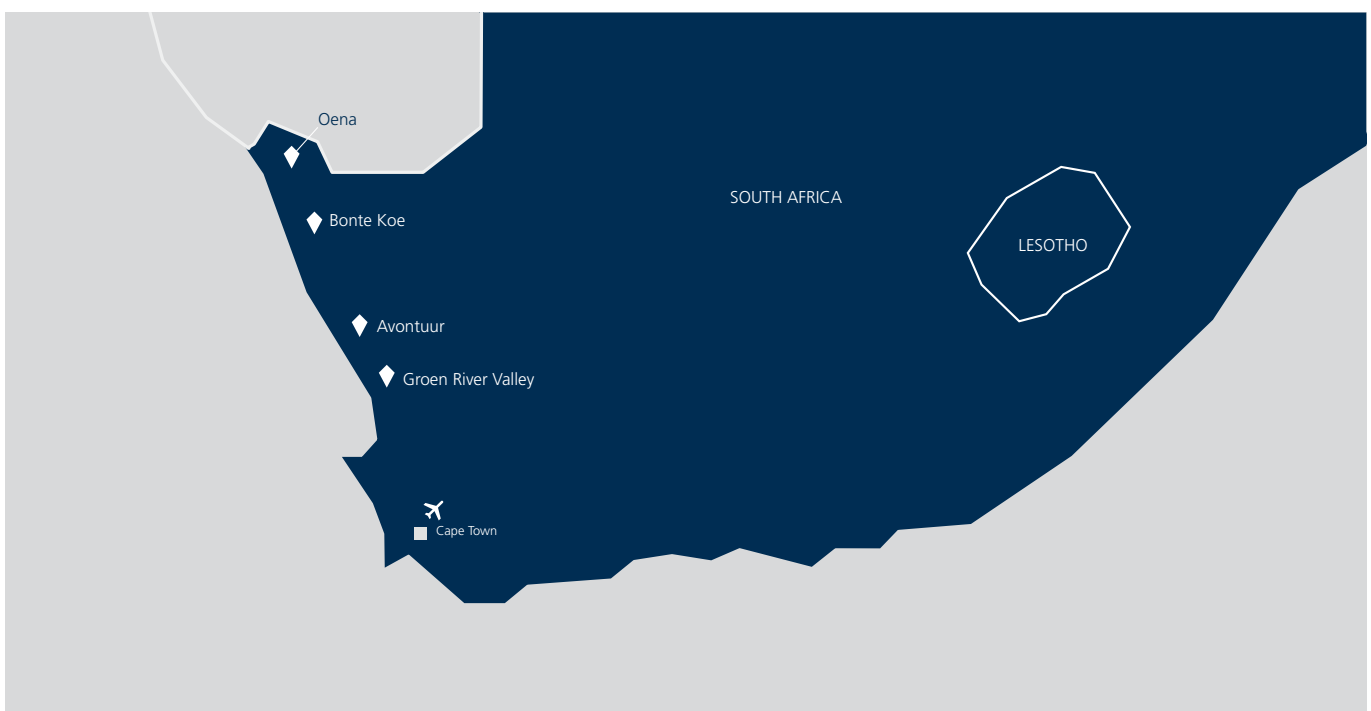 Oena
SOUTH AFRICA
Bonte Koe
LESOTHO
Avontuur
Groen River Valley
Cape Town